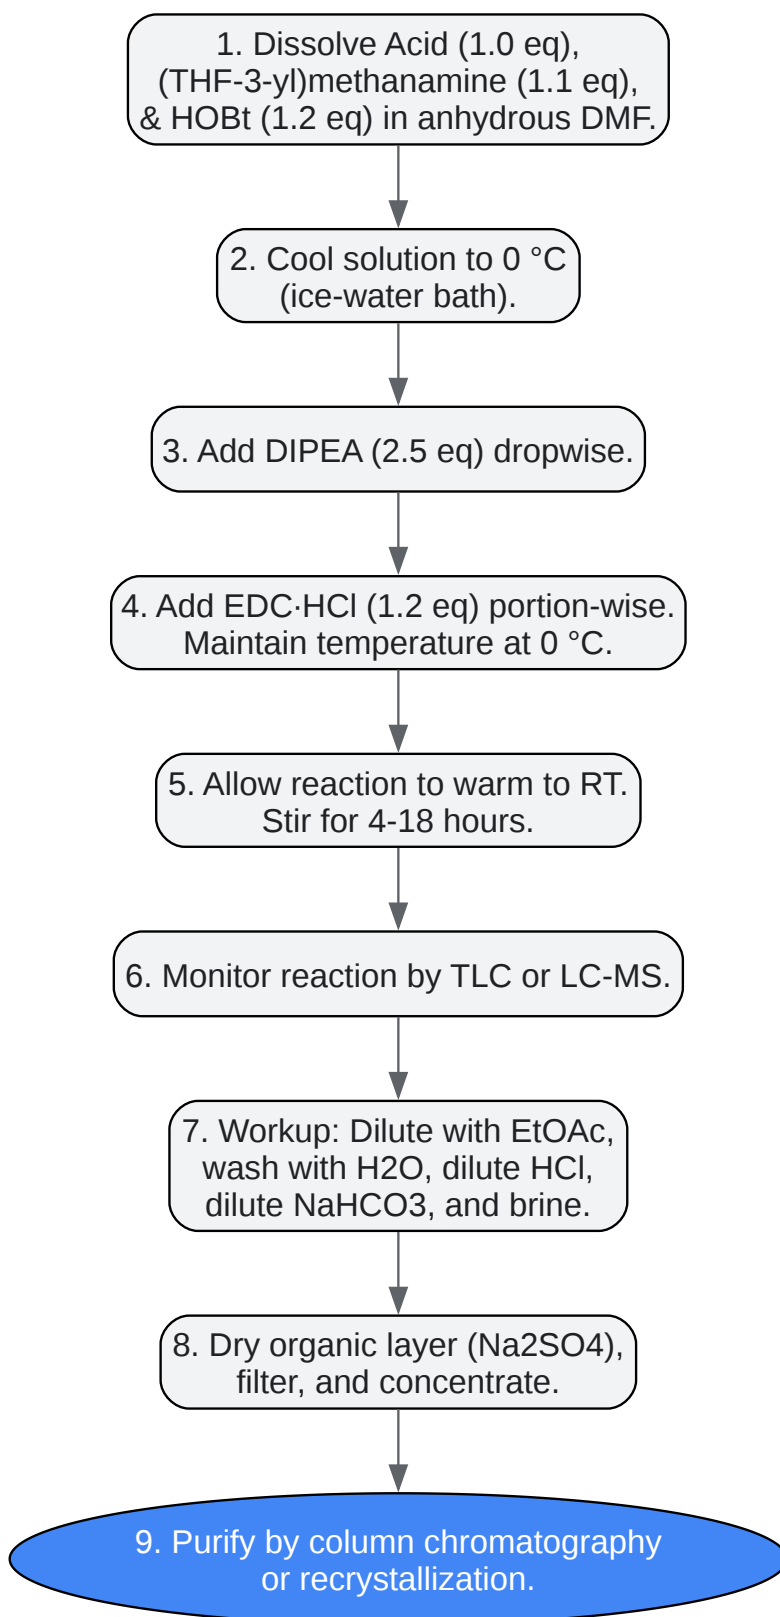 1. Dissolve Acid (1.0 eq),
(THF-3-yl)methanamine (1.1 eq),
& HOBt (1.2 eq) in anhydrous DMF.
2. Cool solution to 0 °C
(ice-water bath).
3. Add DIPEA (2.5 eq) dropwise.
4. Add EDC·HCl (1.2 eq) portion-wise.
Maintain temperature at 0 °C.
5. Allow reaction to warm to RT.
Stir for 4-18 hours.
6. Monitor reaction by TLC or LC-MS.
7. Workup: Dilute with EtOAc,
wash with H2O, dilute HCl,
dilute NaHCO3, and brine.
8. Dry organic layer (Na2SO4),
filter, and concentrate.
9. Purify by column chromatography
or recrystallization.